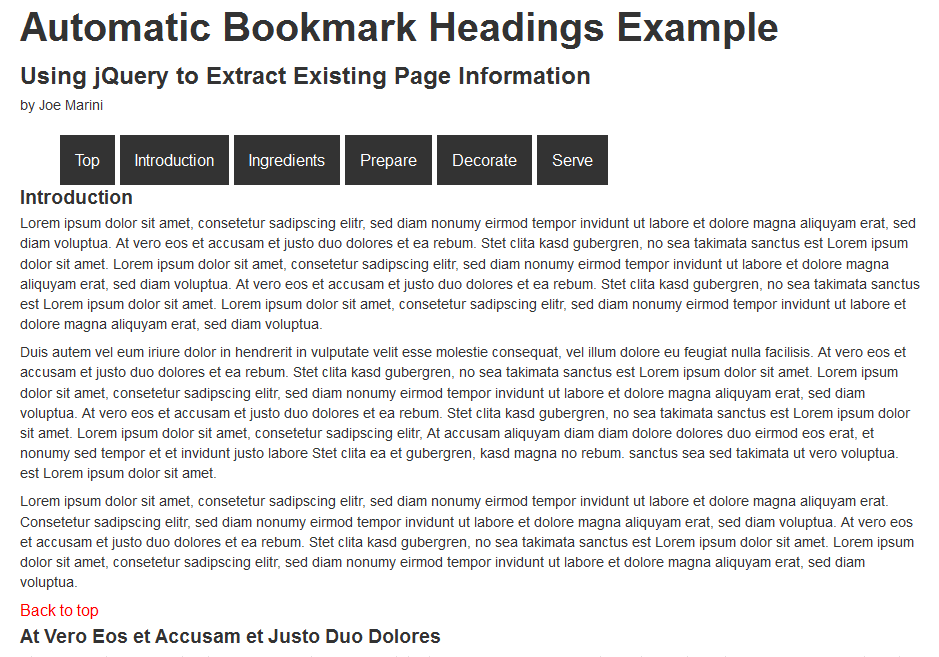 Automatic Bookmark Headings Example
Using jQuery to Extract Existing Page Information
by Joe Marini
Top Introduction Ingredients Prepare Decorate Serve
Introduction
Lorem ipsum dolor sit amet, consetetur sadipscing elitr, sed diam nonumy eirmod tempor invidunt ut labore et dolore magna aliquyam erat, sed
diam voluptua. At vero eos et accusam et justo duo dolores et ea rebum. Stet clita kasd gubergren, no sea takimata sanctus est Lorem ipsum
dolor sit amet. Lorem ipsum dolor sit amet, consetetur sadipscing elitr, sed diam nonumy eirmod tempor invidunt ut labore et dolore magna
aliquyam erat, sed diam voluptua. At vero eos et accusam et justo duo dolores et ea rebum. Stet clita kasd gubergren, no sea takimata sanctus
est Lorem ipsum dolor sit amet. Lorem ipsum dolor sit amet, consetetur sadipscing elitr, sed diam nonumy eirmod tempor invidunt ut labore et
dolore magna aliquyam erat, sed diam voluptua.
Duis autem vel eum iriure dolor in hendrerit in vulputate velit esse molestie consequat, vel illum dolore eu feugiat nulla facilisis. At vero eos et
accusam et justo duo dolores et ea rebum. Stet clita kasd gubergren, no sea takimata sanctus est Lorem ipsum dolor sit amet. Lorem ipsum
dolor sit amet, consetetur sadipscing elitr, sed diam nonumy eirmod tempor invidunt ut labore et dolore magna aliquyam erat, sed diam
voluptua. At vero eos et accusam et justo duo dolores et ea rebum. Stet clita kasd gubergren, no sea takimata sanctus est Lorem ipsum dolor
sit amet. Lorem ipsum dolor sit amet, consetetur sadipscing elitr, At accusam aliquyam diam diam dolore dolores duo eirmod eos erat, et
nonumy sed tempor et et invidunt justo labore Stet clita ea et gubergren, kasd magna no rebum. sanctus sea sed takimata ut vero voluptua.
est Lorem ipsum dolor sit amet.
Lorem ipsum dolor sit amet, consetetur sadipscing elitr, sed diam nonumy eirmod tempor invidunt ut labore et dolore magna aliquyam erat.
Consetetur sadipscing elitr, sed diam nonumy eirmod tempor invidunt ut labore et dolore magna aliquyam erat, sed diam voluptua. At vero eos
et accusam et justo duo dolores et ea rebum. Stet clita kasd gubergren, no sea takimata sanctus est Lorem ipsum dolor sit amet. Lorem ipsum
dolor sit amet, consetetur sadipscing elitr, sed diam nonumy eirmod tempor invidunt ut labore et dolore magna aliquyam erat, sed diam
voluptua.
Back to top
At Vero Eos et Accusam et Justo Duo Dolores